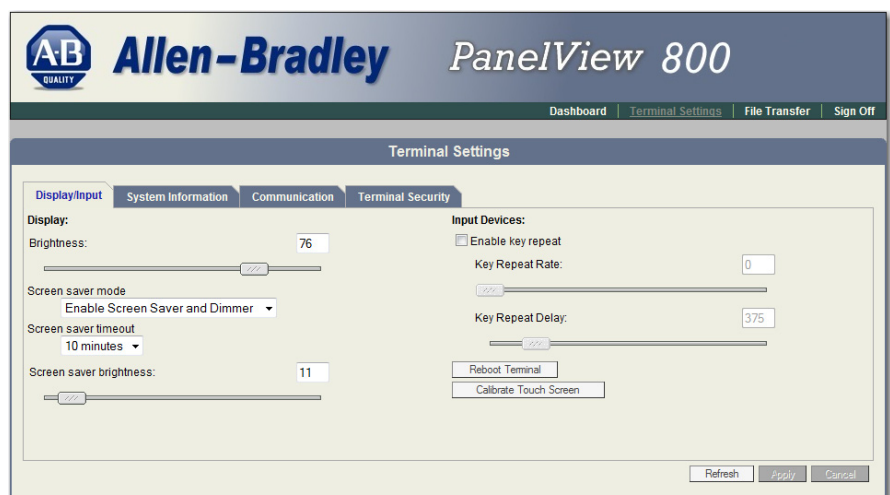 A·B
QUALITY
Allen-Bradley
PanelView 800
Dashboard
Terminal Settings
File Transfer
Sign Off
Terminal Settings
Display/Input
System Information
Communication
Terminal Security
Display:
Brightness:
76
Screen saver mode
Enable Screen Saver and Dimmer
Screen saver timeout
10 minutes
Screen saver brightness:
11
Input Devices:
Enable key repeat
Key Repeat Rate:
0
Key Repeat Delay:
375
Reboot Terminal
Calibrate Touch Screen
Refresh
Apply
Cancel